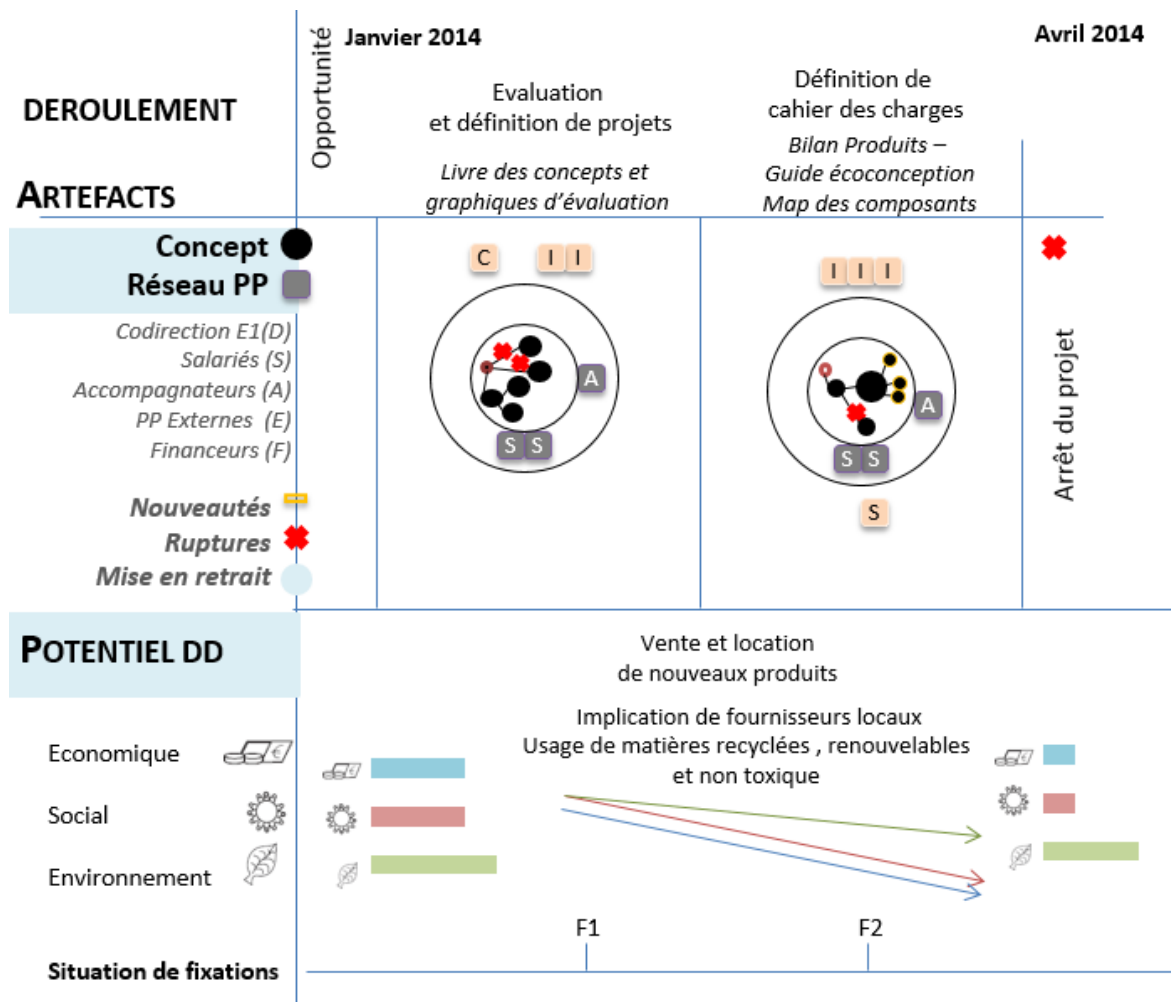 Opportunité
Janvier 2014
Avril 2014
DEROULEMENT
Evaluation
et définition de projets
Définition de
cahier des charges
ARTEFACTS
Livre des concepts et
graphiques d’évaluation
Bilan Produits –
Guide écoconception
Map des composants
Concept
Réseau PP
Codirection E1(D)
Salariés (S)
Accompagnateurs (A)
PP Externes (E)
Financeurs (F)
Nouveautés
Ruptures
Mise en retrait
C
I I
A
S S
I I I
A
S S
S
Arrêt du projet
POTENTIEL DD
Vente et location
de nouveaux produits
Implication de fournisseurs locaux
Usage de matières recyclées , renouvelables
et non toxique
Economique
€
€
€
Social
Environnement
F1
F2
Situation de fixations